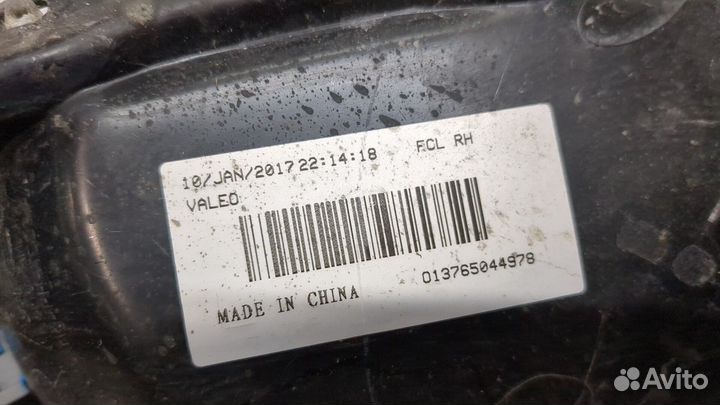 10/JAN/2017 22:14:18 FCL RH
VALEO
013765044978
MADE IN CHINA
Avito